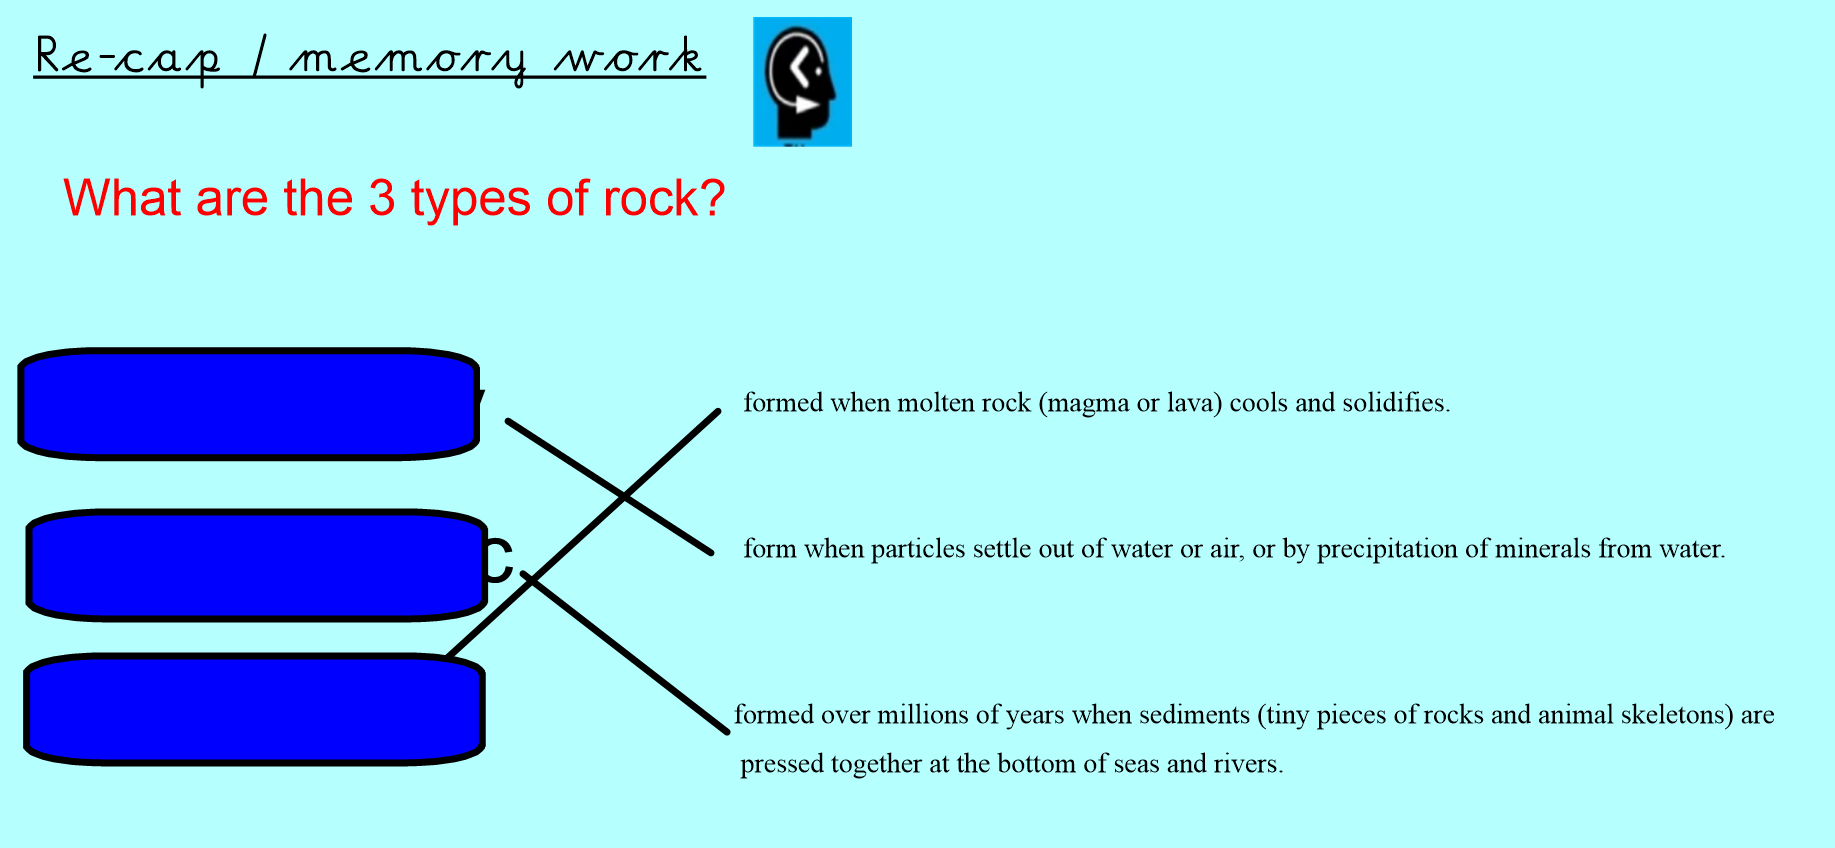 Re-cap / memory work
What are the 3 types of rock?
formed when molten rock (magma or lava) cools and solidifies.
form when particles settle out of water or air, or by precipitation of minerals from water.
c
formed over millions of years when sediments (tiny pieces of rocks and animal skeletons) are
pressed together at the bottom of seas and rivers.